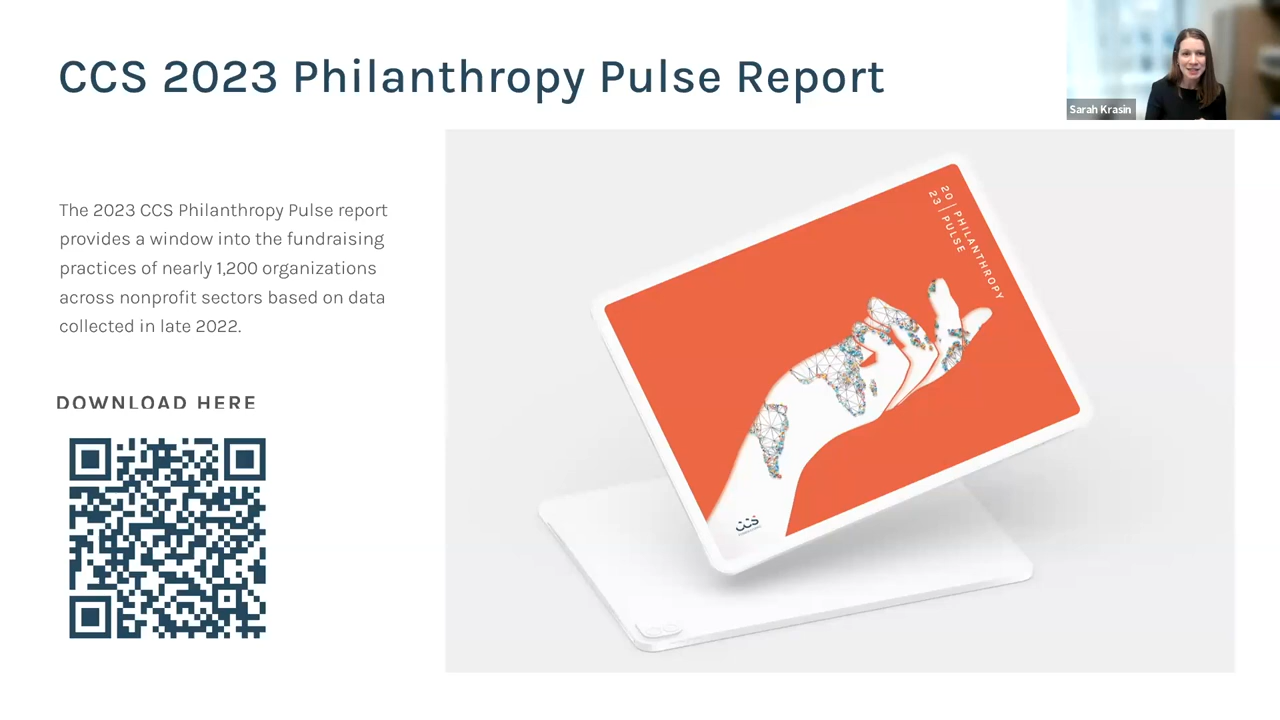 CCS 2023 Philanthropy Pulse Report
Sarah Krasin
The 2023 CCS Philanthropy Pulse report
provides a window into the fundraising
practices of nearly 1,200 organizations
across nonprofit sectors based on data
collected in late 2022.
DOWNLOAD HERE
20 | PHILANTHROPY
23 | PULSE
CCS